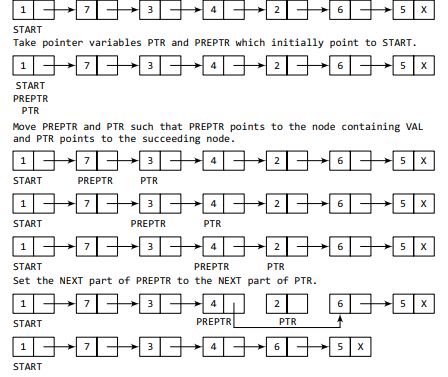 1 7 3 4 2 6 5 X
START
Take pointer variables PTR and PREPTR which initially point to START.
1 7 3 4 2 6 5 X
START
PREPTR
PTR
Move PREPTR and PTR such that PREPTR points to the node containing VAL
and PTR points to the succeeding node.
1 7 3 4 2 6 5 X
START PREPTR PTR
1 7 3 4 2 6 5 X
START PREPTR PTR
1 7 3 4 2 6 5 X
START PREPTR PTR
Set the NEXT part of PREPTR to the NEXT part of PTR.
1 7 3 4 2 6 5 X
START PREPTR PTR
1 7 3 4 6 5 X
START